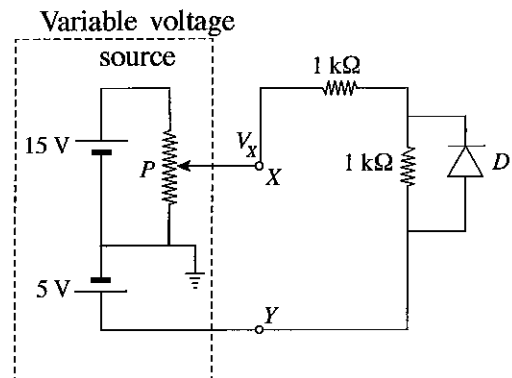 Variable voltage
source
1 kΩ
15 V
P
V_X
X
1 kΩ
D
5 V
Y